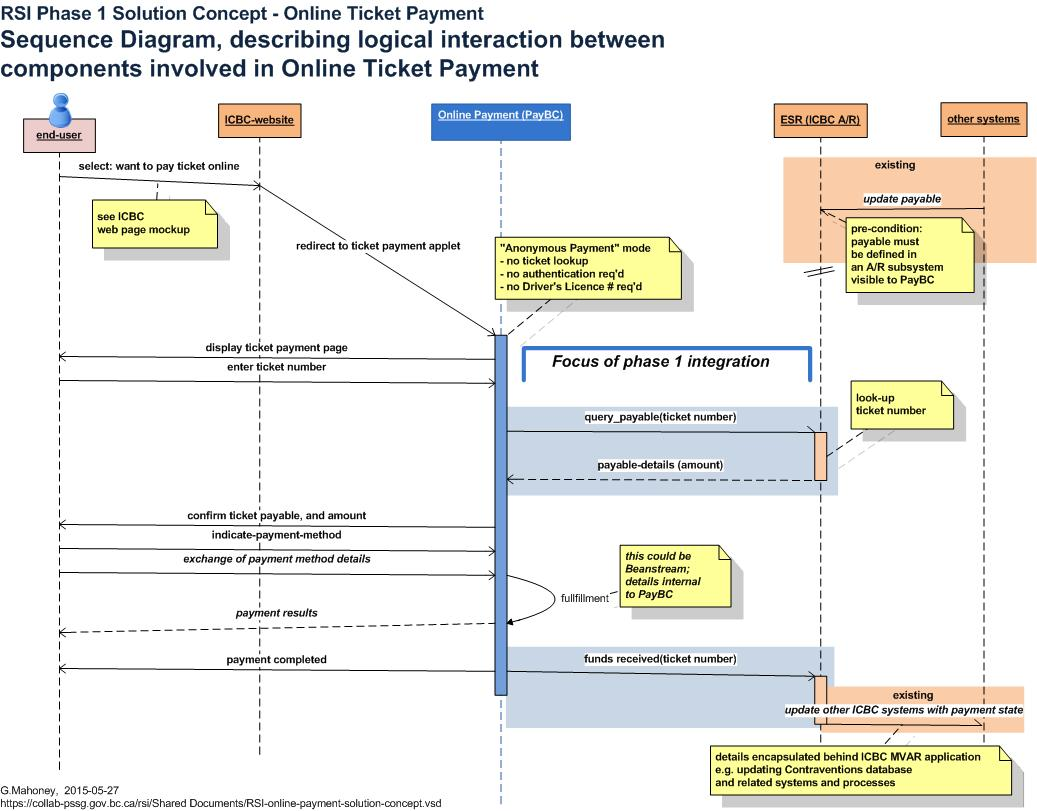 RSI Phase 1 Solution Concept - Online Ticket Payment
Sequence Diagram, describing logical interaction between
components involved in Online Ticket Payment
end-user
ICBC-website
Online Payment (PayBC)
ESR (ICBC A/R)
other systems
select: want to pay ticket online
see ICBC
web page mockup
existing
update payable
pre-condition:
payable must
be defined in
an A/R subsystem
visible to PayBC
redirect to ticket payment applet
"Anonymous Payment" mode
- no ticket lookup
- no authentication req'd
- no Driver's Licence # req'd
display ticket payment page
enter ticket number
Focus of phase 1 integration
look-up
ticket number
query_payable(ticket number)
payable-details (amount)
confirm ticket payable, and amount
indicate-payment-method
exchange of payment method details
this could be
Beanstream;
details internal
to PayBC
fullfillment
payment results
payment completed
funds received(ticket number)
existing
update other ICBC systems with payment state
details encapsulated behind ICBC MVAR application
e.g. updating Contraventions database
and related systems and processes
G.Mahoney, 2015-05-27
https://collab-pssg.gov.bc.ca/rsi/Shared Documents/RSI-online-payment-solution-concept.vsd